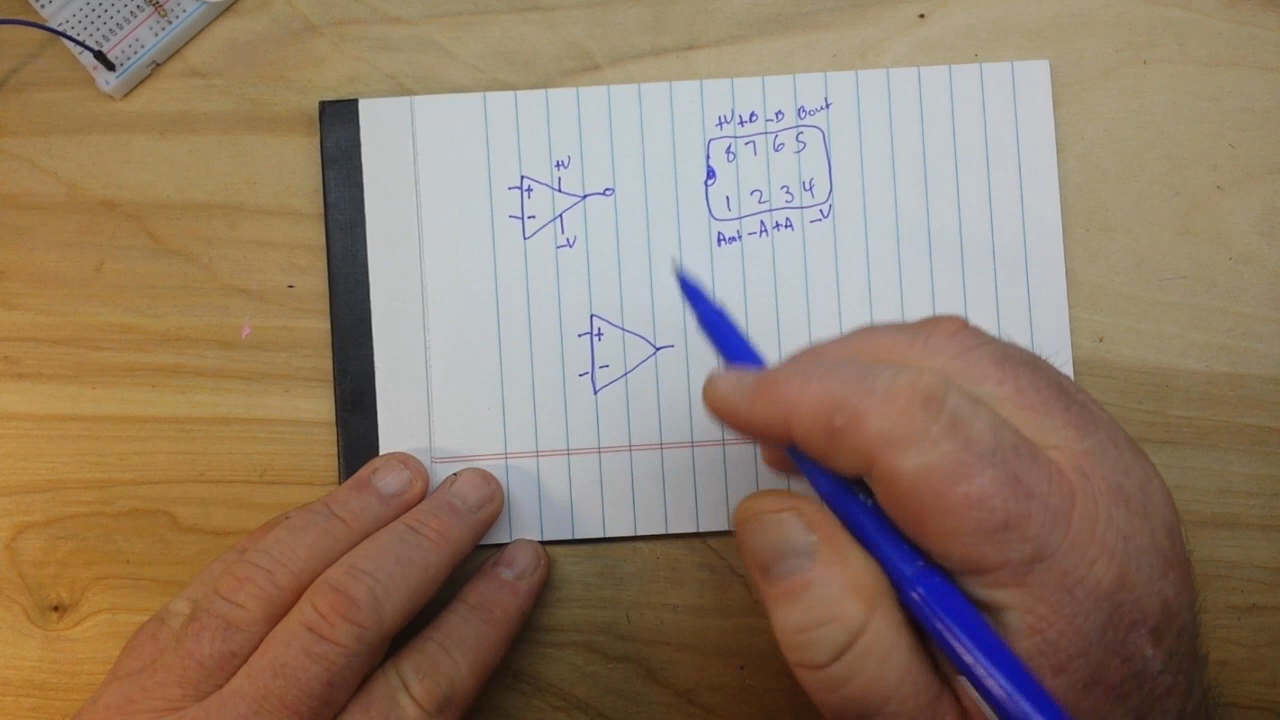 +V +B -B Bout
8 7 6 5
1 2 3 4
Aout -A +A -V
+V
+
-
-V
+
-